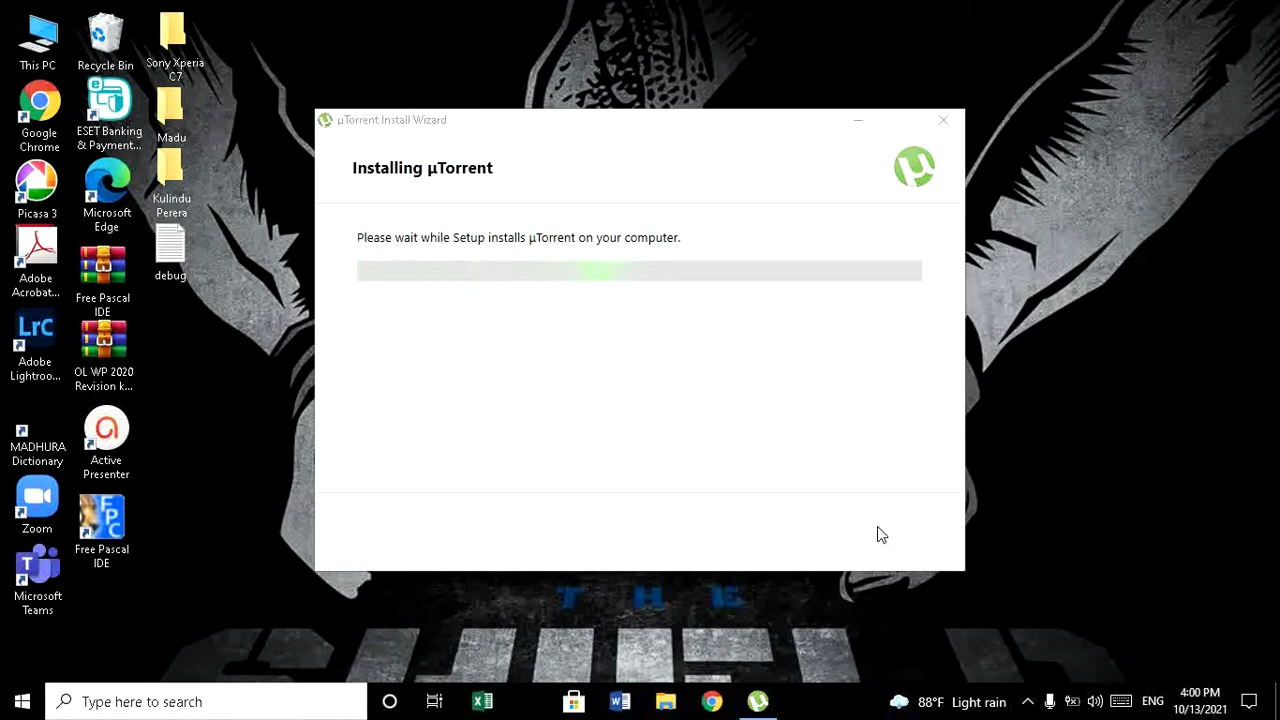 This PC
Recycle Bin
Sony Xperia
C7
Google
Chrome
ESET Banking
& Payment...
Madu
Picasa 3
Microsoft
Edge
Kulindu
Perera
Adobe
Acrobat...
Free Pascal
IDE
debug
Lrc
Adobe
Lightroo...
OL WP 2020
Revision k...
MADHURA
Dictionary
Active
Presenter
Zoom
FPC
Free Pascal
IDE
Microsoft
Teams
µTorrent Install Wizard
Installing µTorrent
Please wait while Setup installs µTorrent on your computer.
THE
SHIELD
Type here to search
88°F Light rain
ENG
4:00 PM
10/13/2021